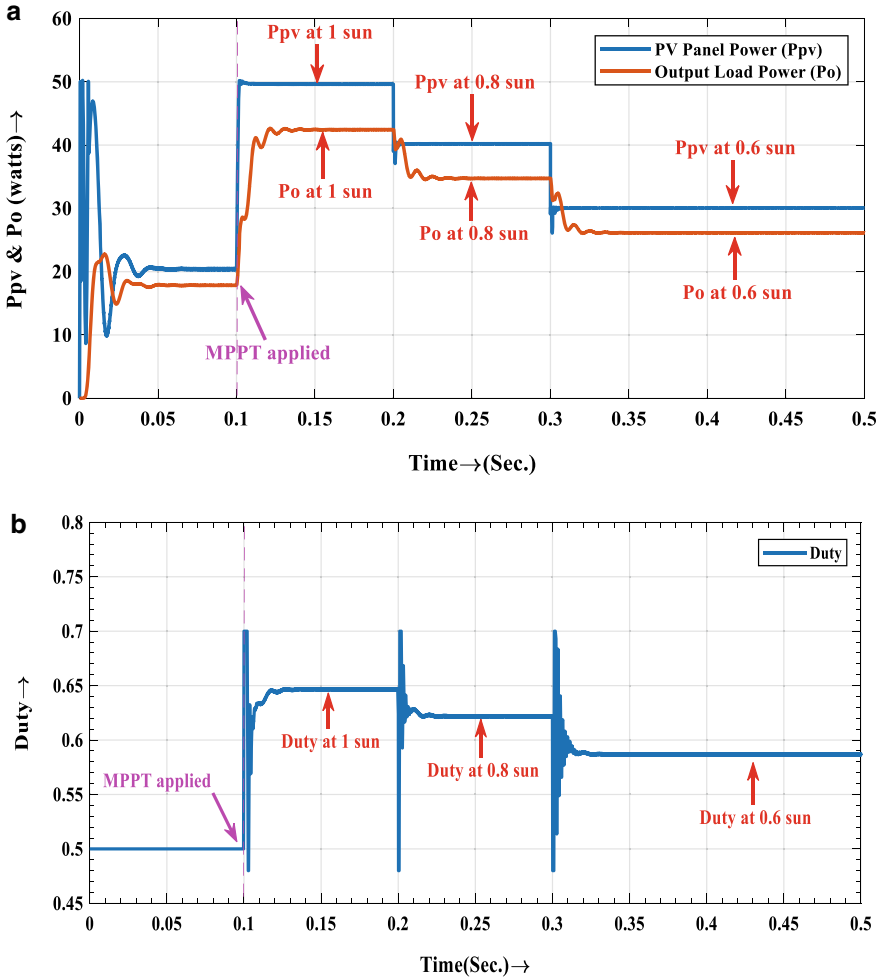 a
60
50
40
30
20
10
0
Ppv & Po (watts)→
Ppv at 1 sun
Ppv at 0.8 sun
Ppv at 0.6 sun
PV Panel Power (Ppv)
Output Load Power (Po)
Po at 1 sun
Po at 0.8 sun
Po at 0.6 sun
MPPT applied
0 0.05 0.1 0.15 0.2 0.25 0.3 0.35 0.4 0.45 0.5
Time→(Sec.)
b
0.8
0.75
0.7
0.65
0.6
0.55
0.5
0.45
Duty→
Duty
Duty at 1 sun
Duty at 0.8 sun
Duty at 0.6 sun
MPPT applied
0 0.05 0.1 0.15 0.2 0.25 0.3 0.35 0.4 0.45 0.5
Time(Sec.)→